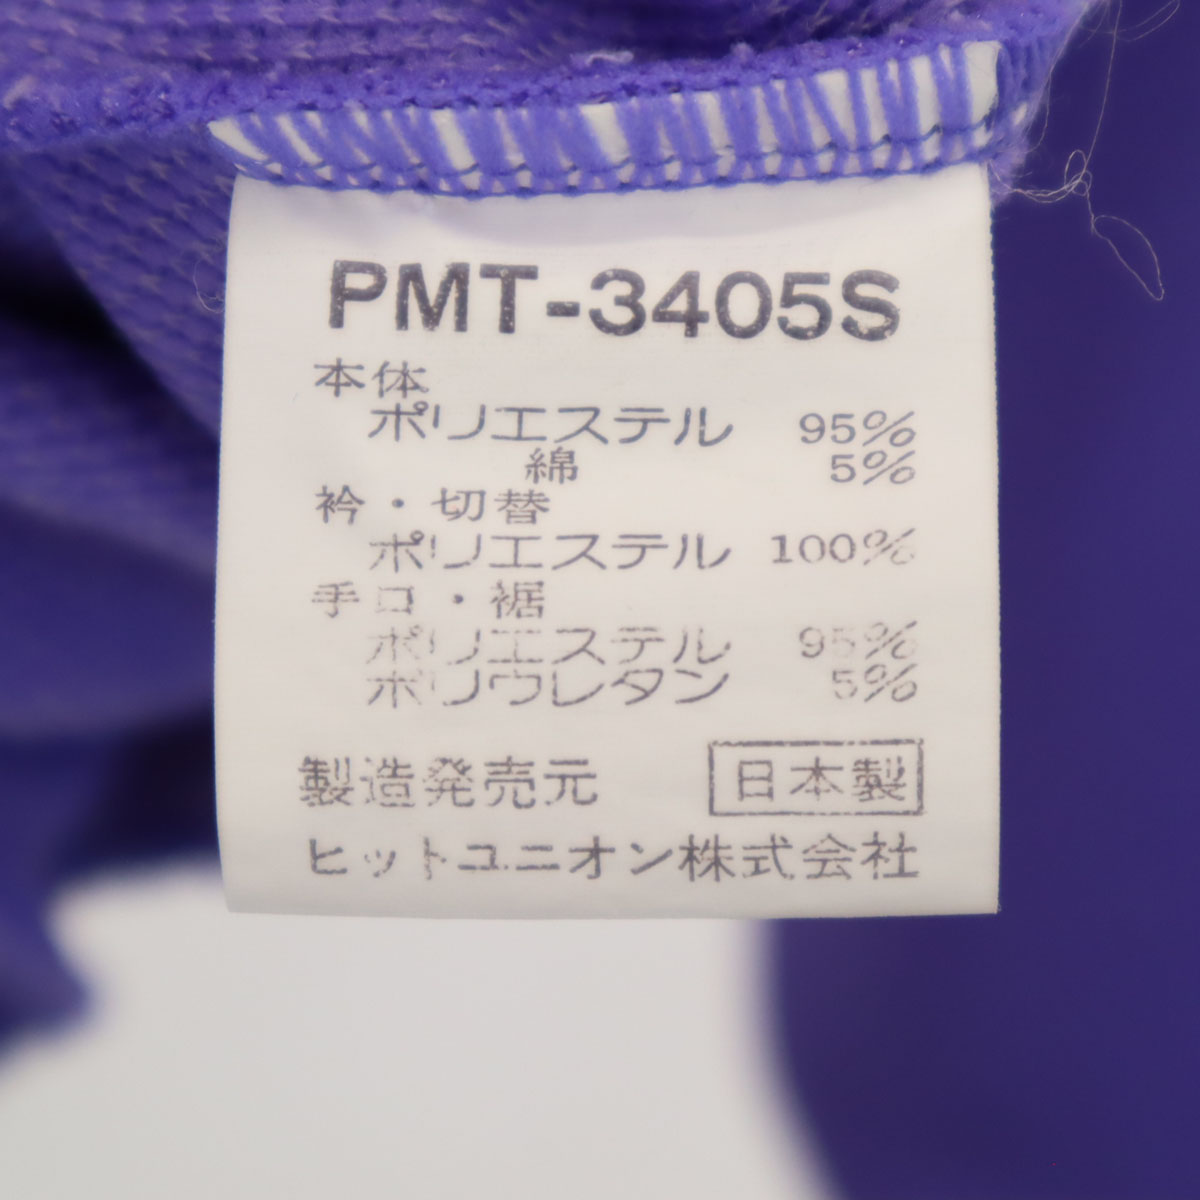 PMT-3405S
本体
ポリエステル 95%
綿 5%
衿・切替
ポリエステル 100%
手口・裾
ポリエステル 95%
ポリウレタン 5%
製造発売元 日本製
ヒットユニオン株式会社